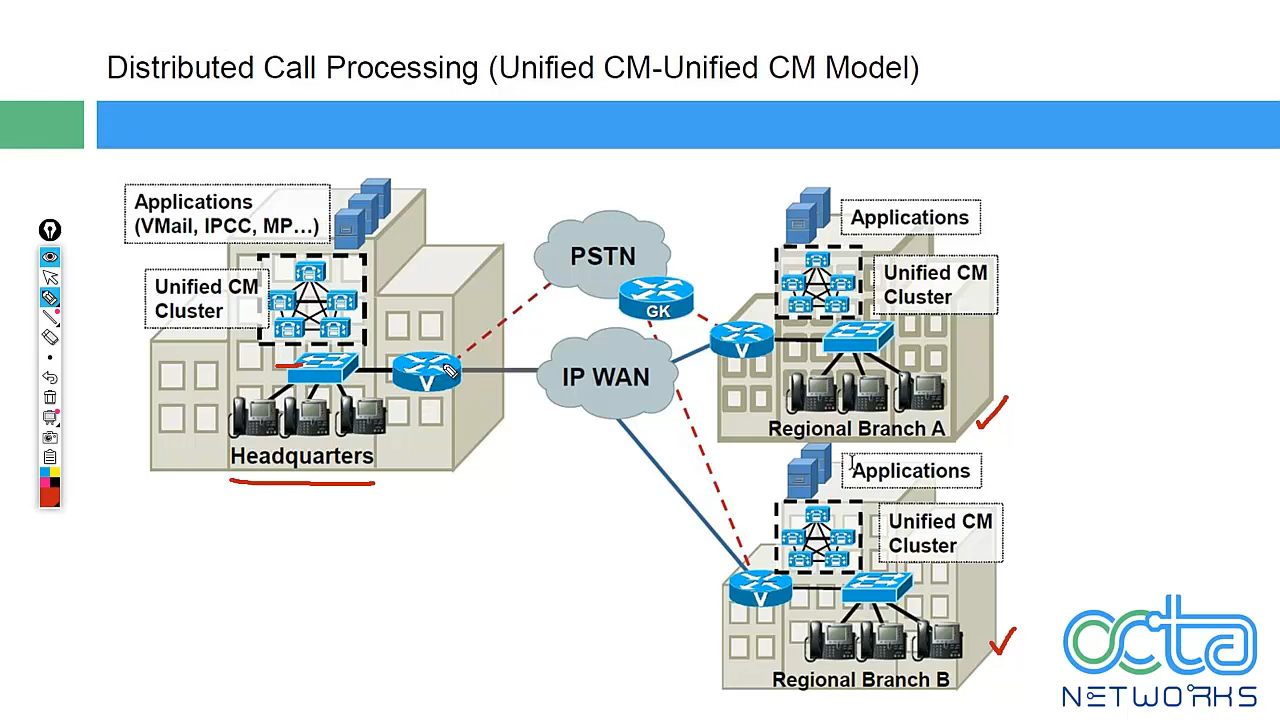 Distributed Call Processing (Unified CM-Unified CM Model)
Applications
(VMail, IPCC, MP…)
Unified CM
Cluster
V
Headquarters
PSTN
GK
IP WAN
Applications
Unified CM
Cluster
V
Regional Branch A
Applications
Unified CM
Cluster
V
Regional Branch B
octa
NETWORKS